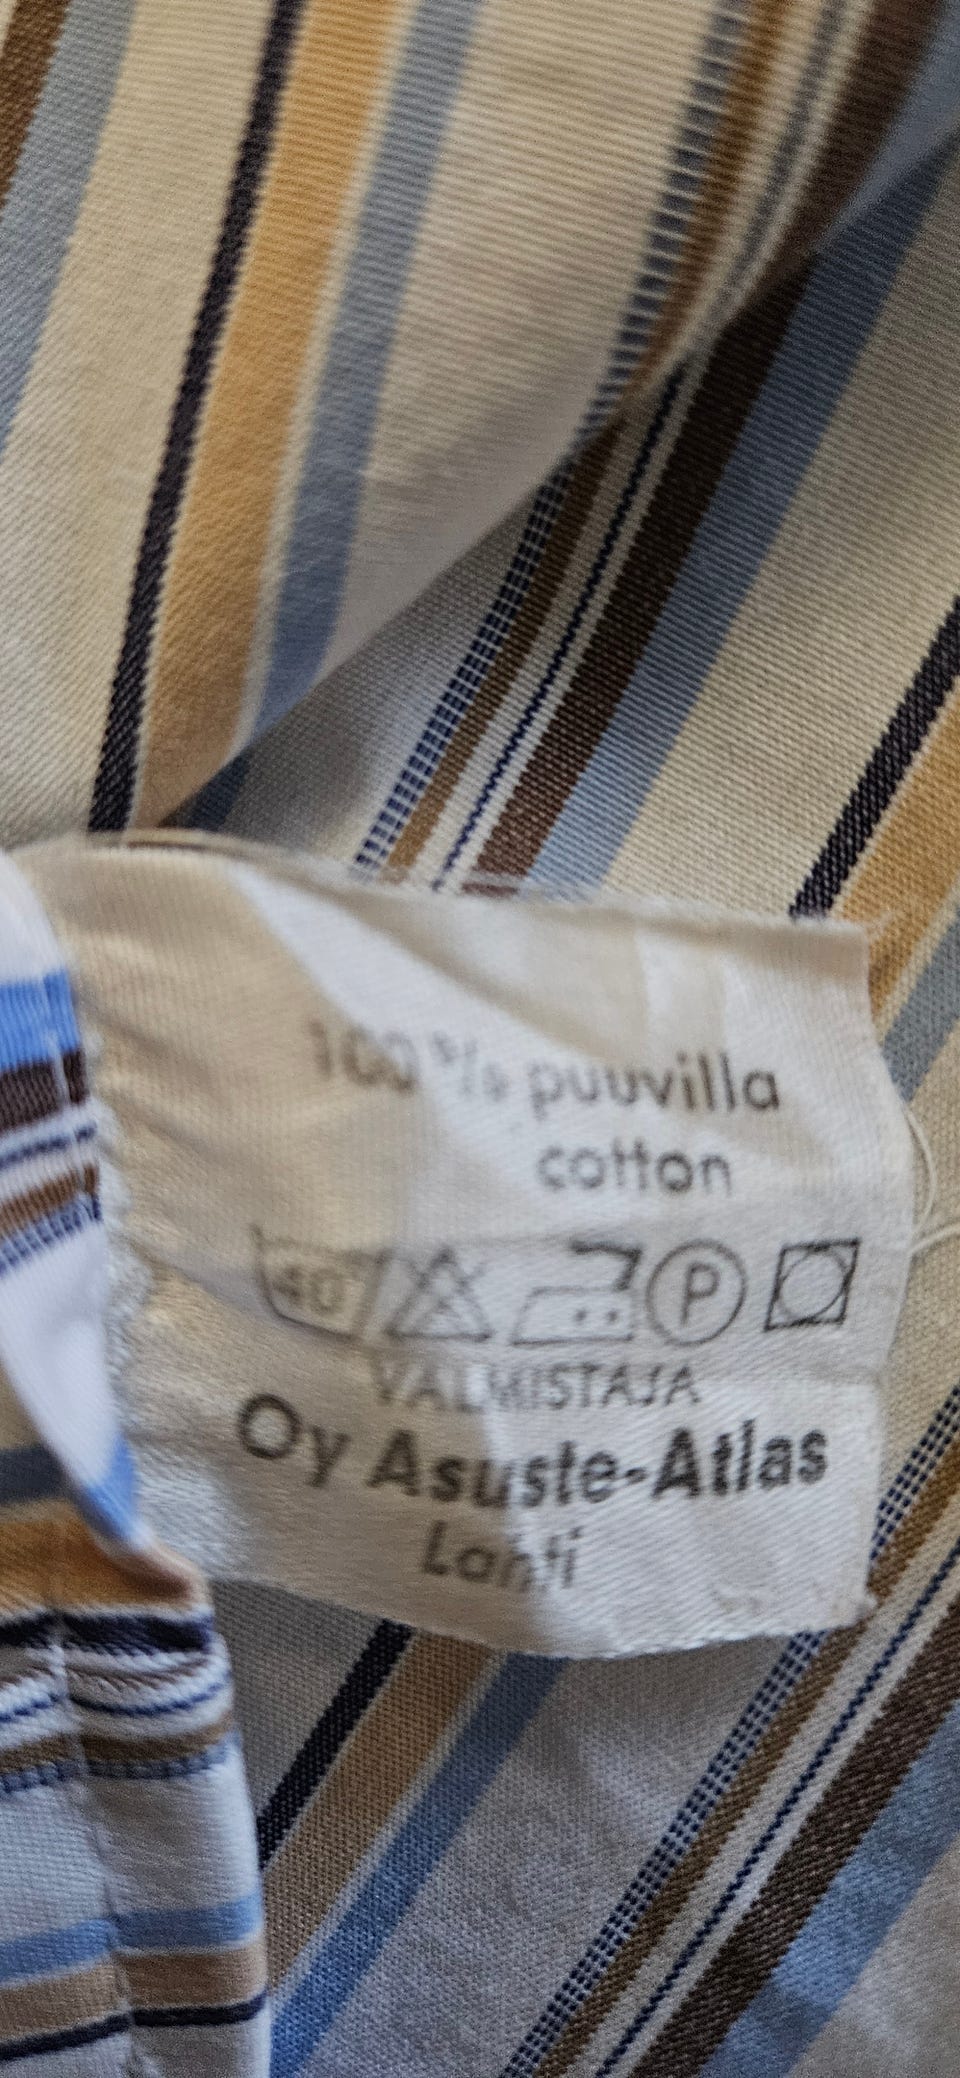 100 % puuvilla
cotton
40° P
VALMISTAJA
Oy Asuste-Atlas
Lahti